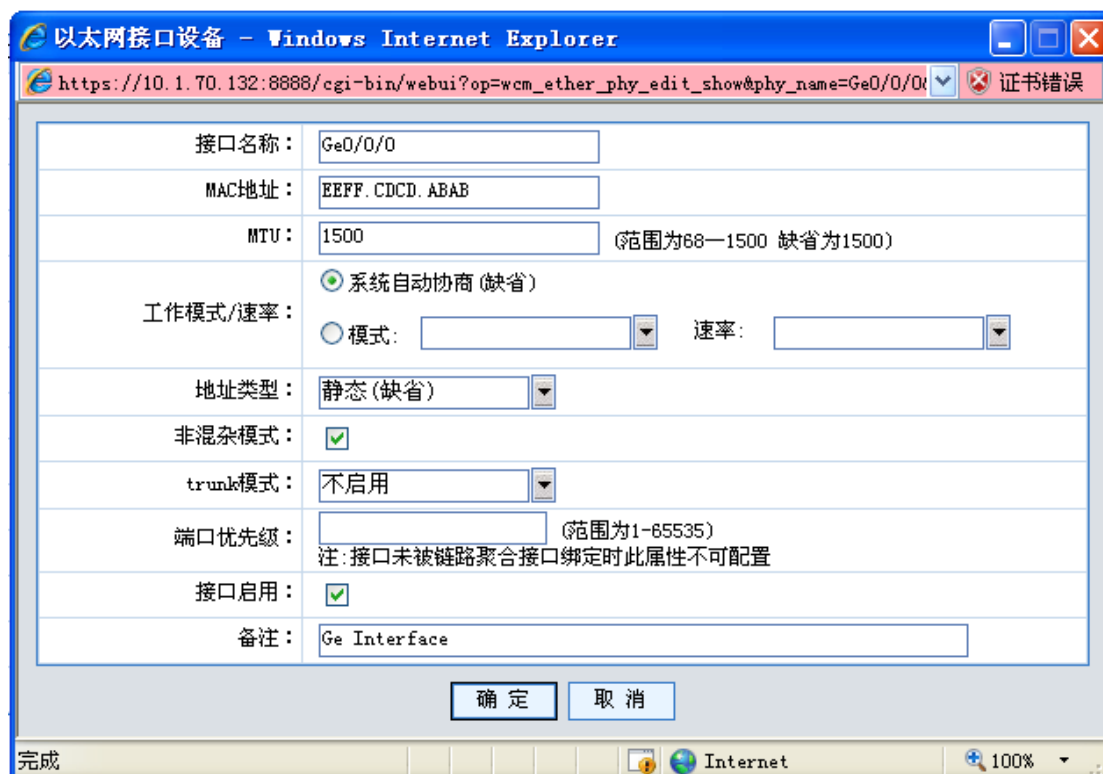 以太网接口设备 - Windows Internet Explorer
https://10.1.70.132:8888/cgi-bin/webui?op=wcm_ether_phy_edit_show&phy_name=Ge0/0/0& 证书错误
接口名称： Ge0/0/0
MAC地址： EEFF.CDCD.ABAB
MTU： 1500 (范围为68—1500 缺省为1500)
系统自动协商(缺省)
工作模式/速率：
模式: 速率:
地址类型： 静态(缺省)
非混杂模式：
trunk模式： 不启用
端口优先级： (范围为1-65535)
注:接口未被链路聚合接口绑定时此属性不可配置
接口启用：
备注： Ge Interface
确 定 取 消
完成 Internet 100%